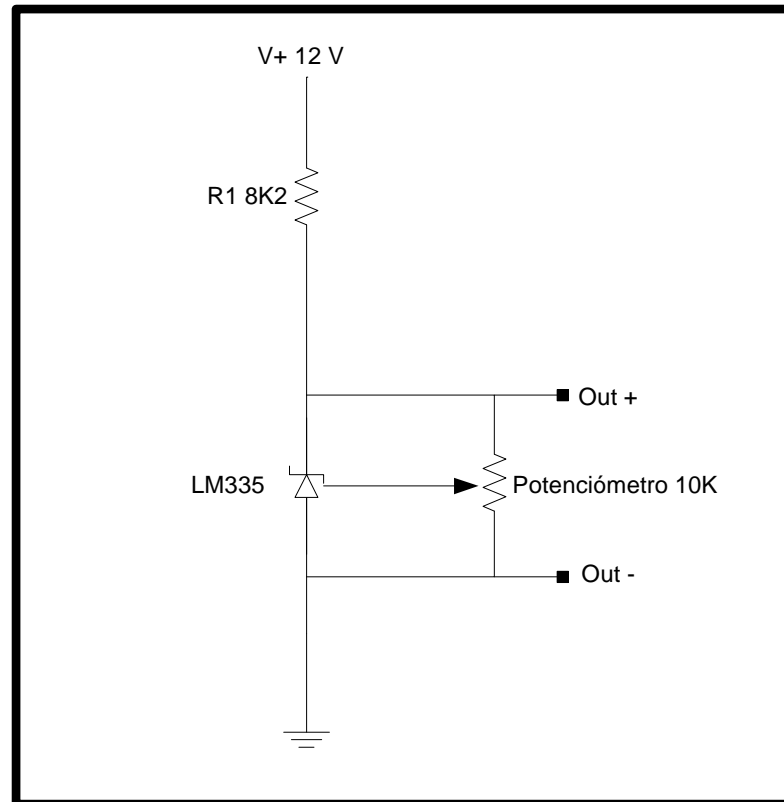 V+ 12 V
R1 8K2
Out +
LM335
Potenciómetro 10K
Out -